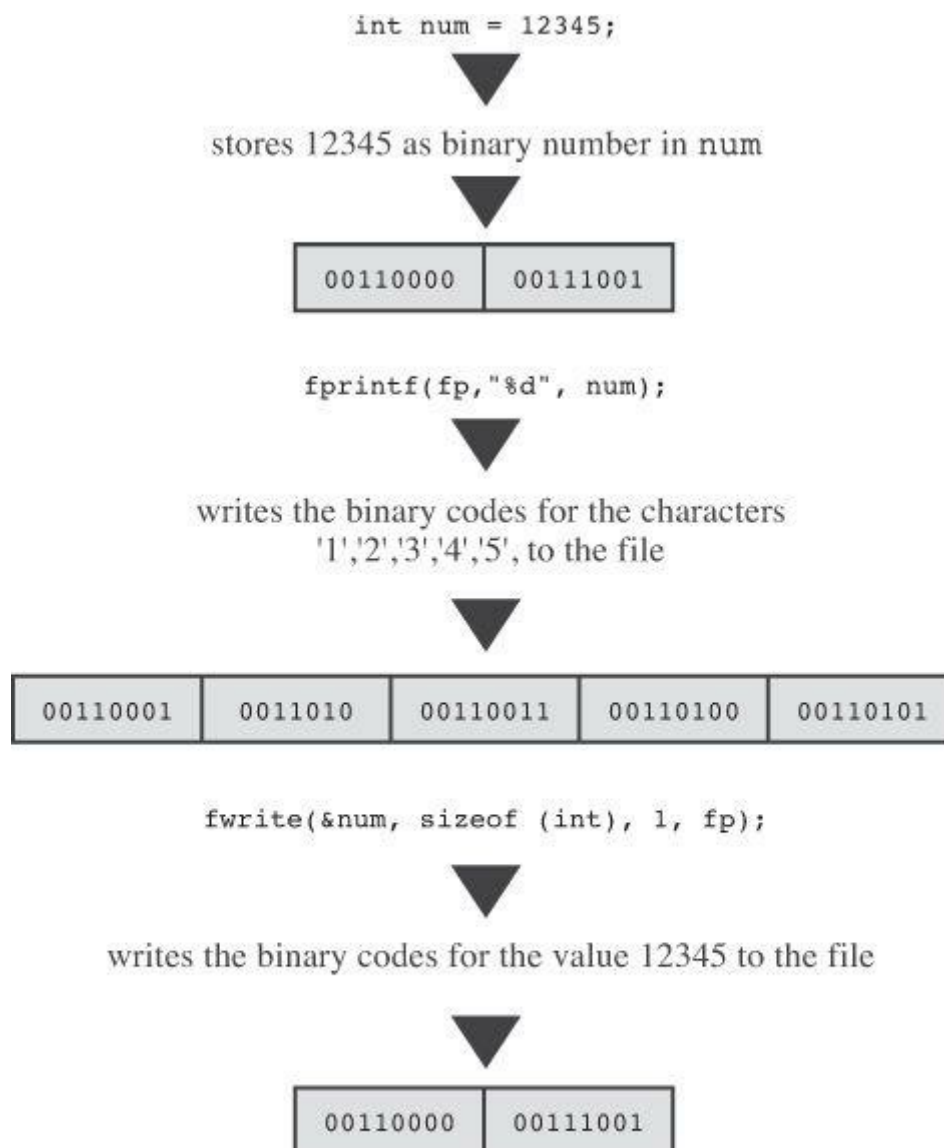 int num = 12345;
stores 12345 as binary number in num
00110000 00111001
fprintf(fp,"%d", num);
writes the binary codes for the characters
'1','2','3','4','5', to the file
00110001 0011010 00110011 00110100 00110101
fwrite(&num, sizeof (int), 1, fp);
writes the binary codes for the value 12345 to the file
00110000 00111001